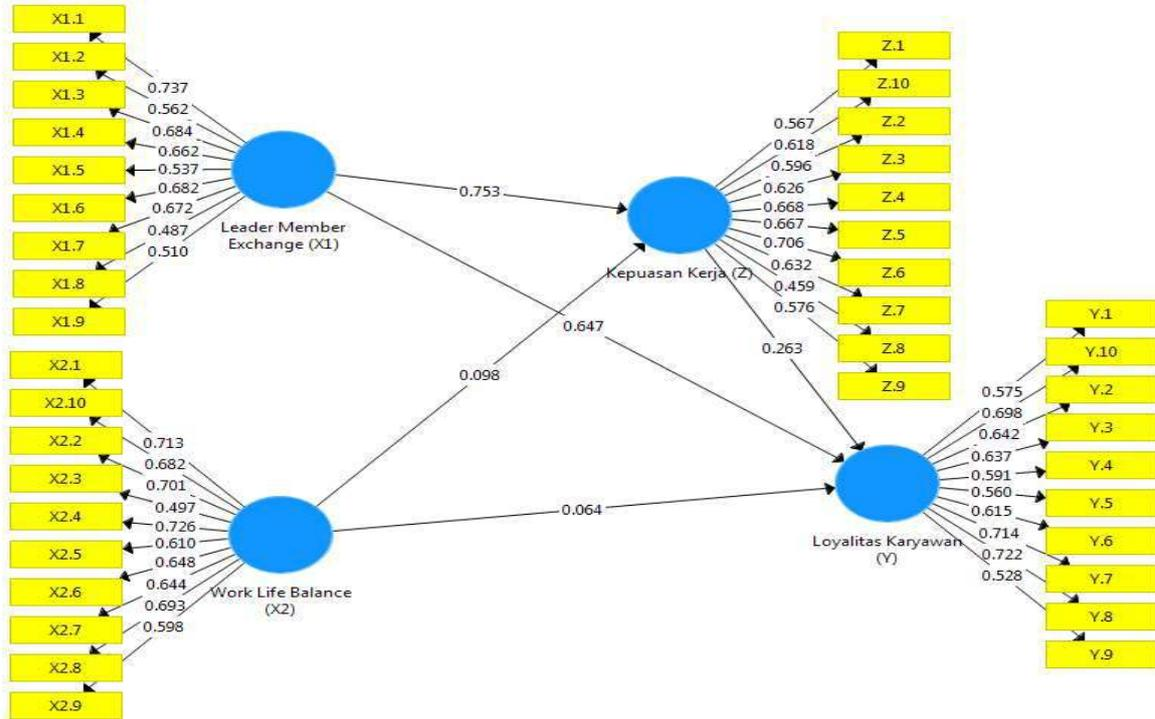 X1.1
X1.2
X1.3
X1.4
X1.5
X1.6
X1.7
X1.8
X1.9
0.737
0.562
0.684
0.662
0.537
0.682
0.672
0.487
0.510
Leader Member
Exchange (X1)
X2.1
X2.10
X2.2
X2.3
X2.4
X2.5
X2.6
X2.7
X2.8
X2.9
0.713
0.682
0.701
0.497
0.726
0.610
0.648
0.644
0.693
0.598
Work Life Balance
(X2)
0.753
0.647
0.098
0.064
0.263
Kepuasan Kerja (Z)
0.567
0.618
0.596
0.626
0.668
0.667
0.706
0.632
0.459
0.576
Z.1
Z.10
Z.2
Z.3
Z.4
Z.5
Z.6
Z.7
Z.8
Z.9
Loyalitas Karyawan
(Y)
0.575
0.698
0.642
0.637
0.591
0.560
0.615
0.714
0.722
0.528
Y.1
Y.10
Y.2
Y.3
Y.4
Y.5
Y.6
Y.7
Y.8
Y.9